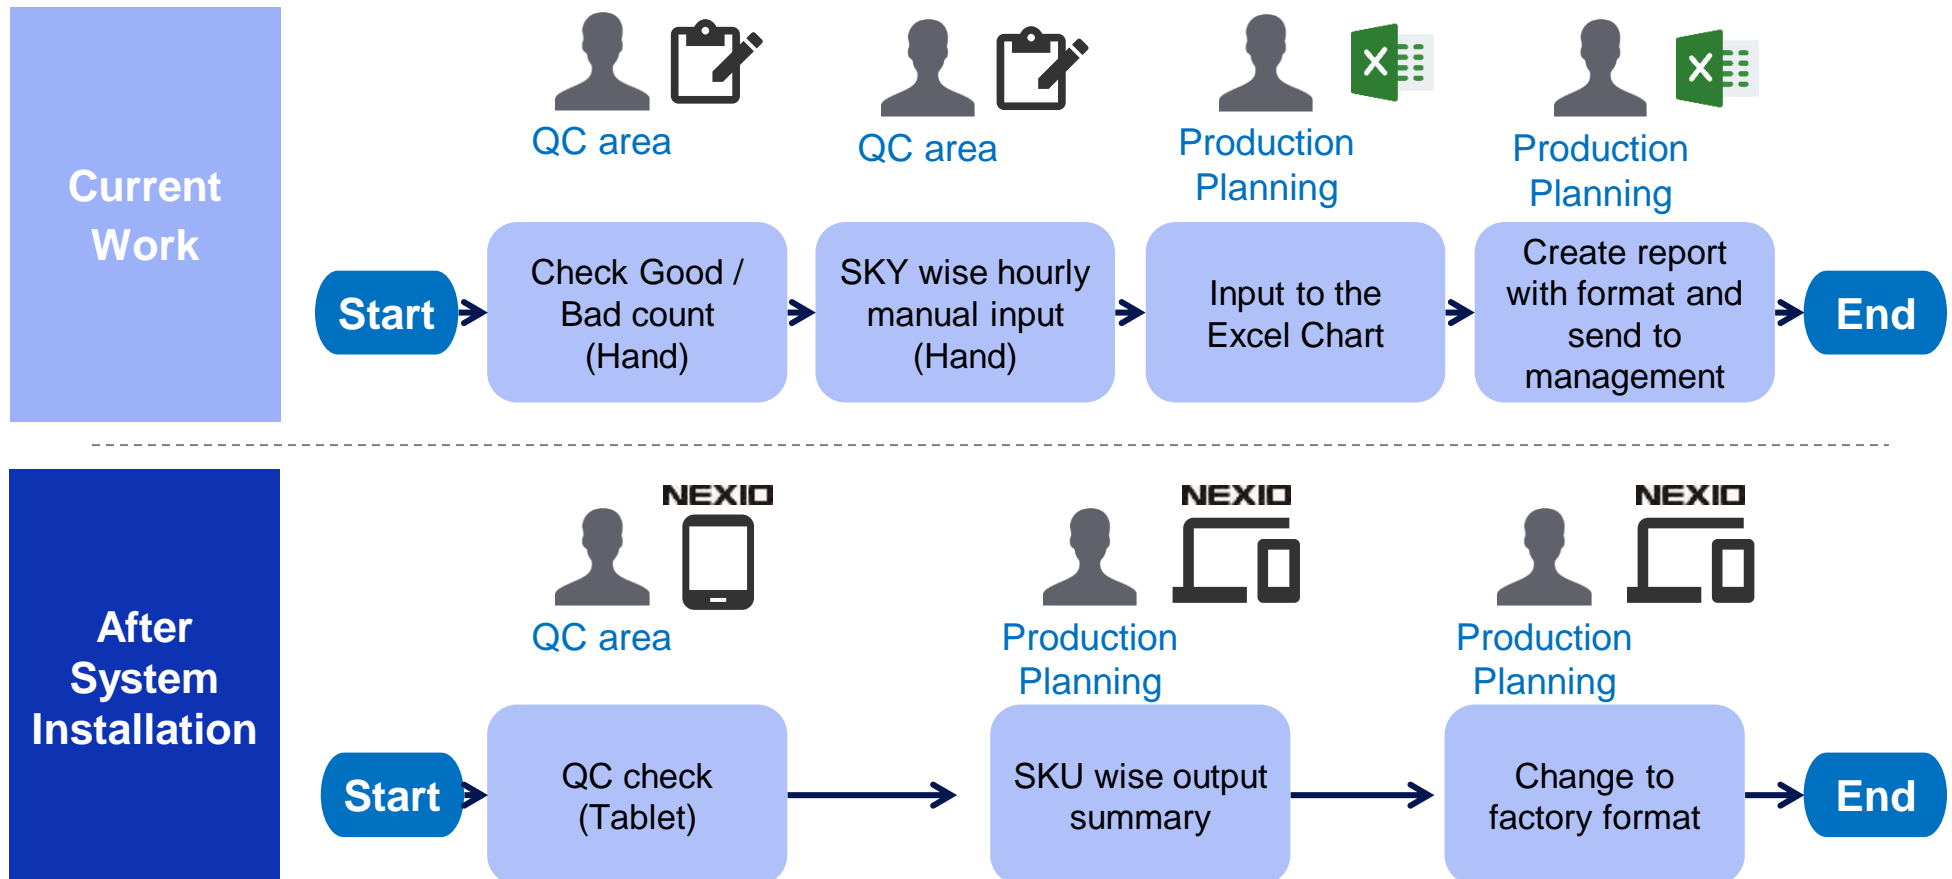 Current
Work
QC area
QC area
Production
Planning
Production
Planning
Start
Check Good /
Bad count
(Hand)
SKY wise hourly
manual input
(Hand)
Input to the
Excel Chart
Create report
with format and
send to
management
End
After
System
Installation
NEXIO
QC area
NEXIO
Production
Planning
NEXIO
Production
Planning
Start
QC check
(Tablet)
SKU wise output
summary
Change to
factory format
End